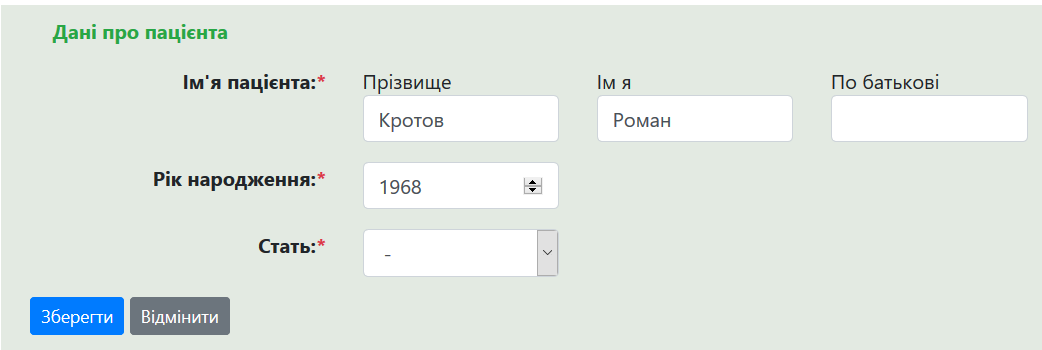 Дані про пацієнта
Ім'я пацієнта:* Прізвище Ім я По батькові
Кротов Роман
Рік народження:* 1968
Стать:* -
Зберегти Відмінити